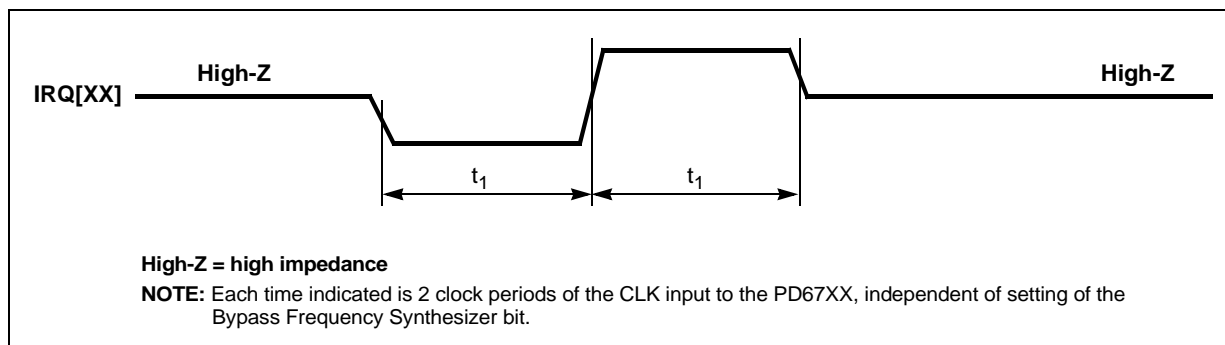 High-Z
High-Z
IRQ[XX]
t1
t1
High-Z = high impedance
NOTE: Each time indicated is 2 clock periods of the CLK input to the PD67XX, independent of setting of the
Bypass Frequency Synthesizer bit.